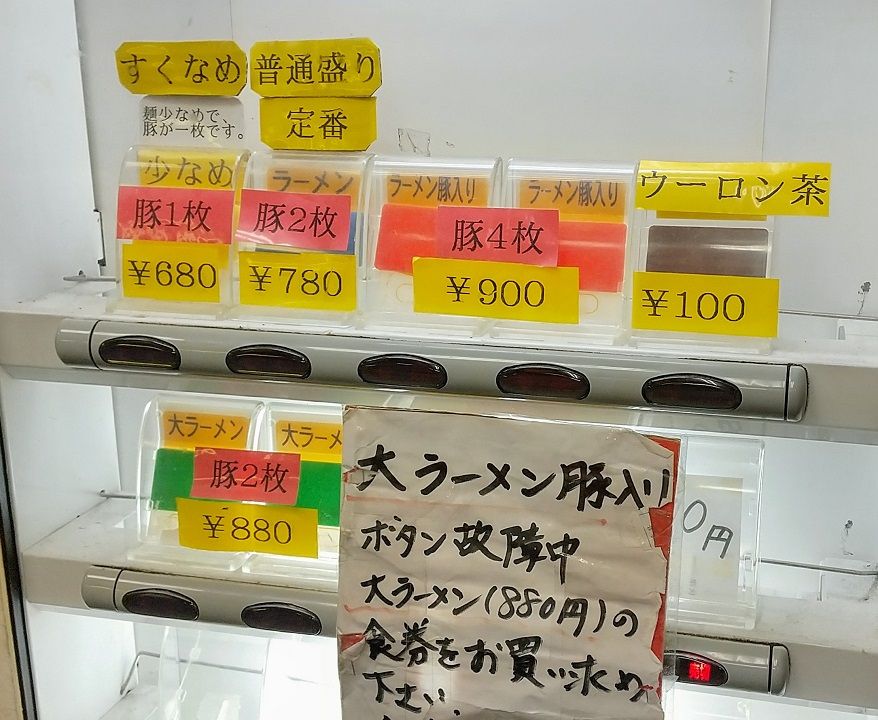 すくなめ
麺少なめで、
豚が一枚です。
普通盛り
定番
少なめ
豚1枚
￥680
ラーメン
豚2枚
￥780
ラーメン豚入り
ラーメン豚入り
豚4枚
￥900
ウーロン茶
￥100
大ラーメン
大ラーメ
豚2枚
￥880
大ラーメン豚入り
ボタン故障中
大ラーメン(880円)の
食券をお買い求め
下さい
0円